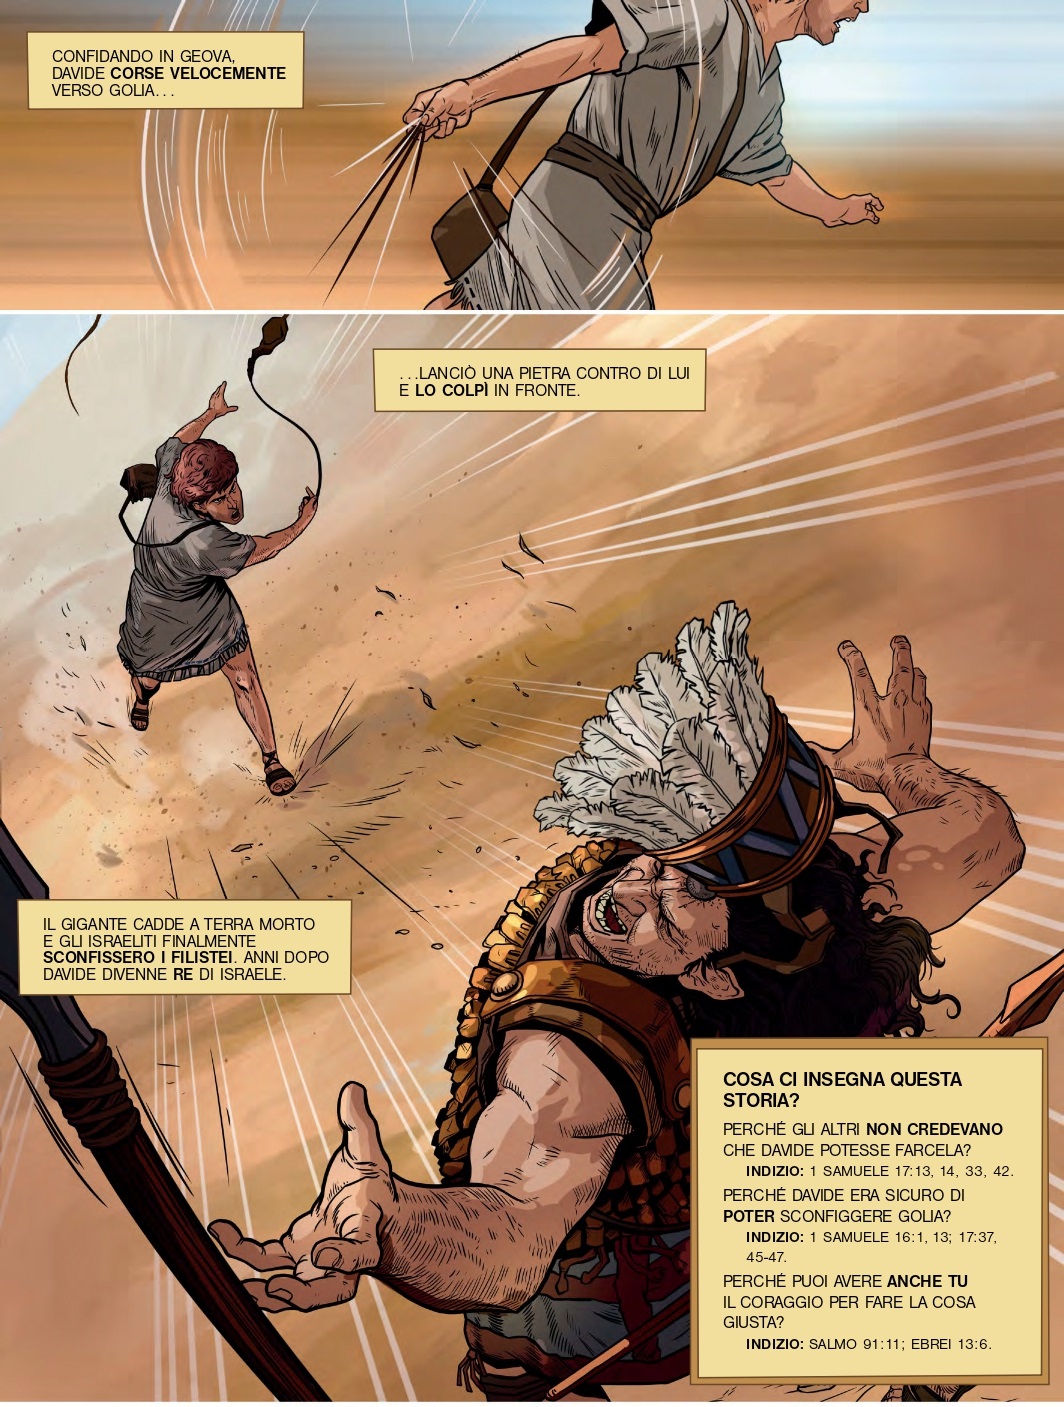 CONFIDANDO IN GEOVA,
DAVIDE CORSE VELOCEMENTE
VERSO GOLIA. . .
. . .LANCIÒ UNA PIETRA CONTRO DI LUI
E LO COLPÌ IN FRONTE.
IL GIGANTE CADDE A TERRA MORTO
E GLI ISRAELITI FINALMENTE
SCONFISSERO I FILISTEI. ANNI DOPO
DAVIDE DIVENNE RE DI ISRAELE.
COSA CI INSEGNA QUESTA
STORIA?
PERCHÉ GLI ALTRI NON CREDEVANO
CHE DAVIDE POTESSE FARCELA?
INDIZIO: 1 SAMUELE 17:13, 14, 33, 42.
PERCHÉ DAVIDE ERA SICURO DI
POTER SCONFIGGERE GOLIA?
INDIZIO: 1 SAMUELE 16:1, 13; 17:37,
45-47.
PERCHÉ PUOI AVERE ANCHE TU
IL CORAGGIO PER FARE LA COSA
GIUSTA?
INDIZIO: SALMO 91:11; EBREI 13:6.